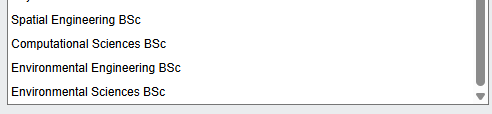 Spatial Engineering BSc
Computational Sciences BSc
Environmental Engineering BSc
Environmental Sciences BSc